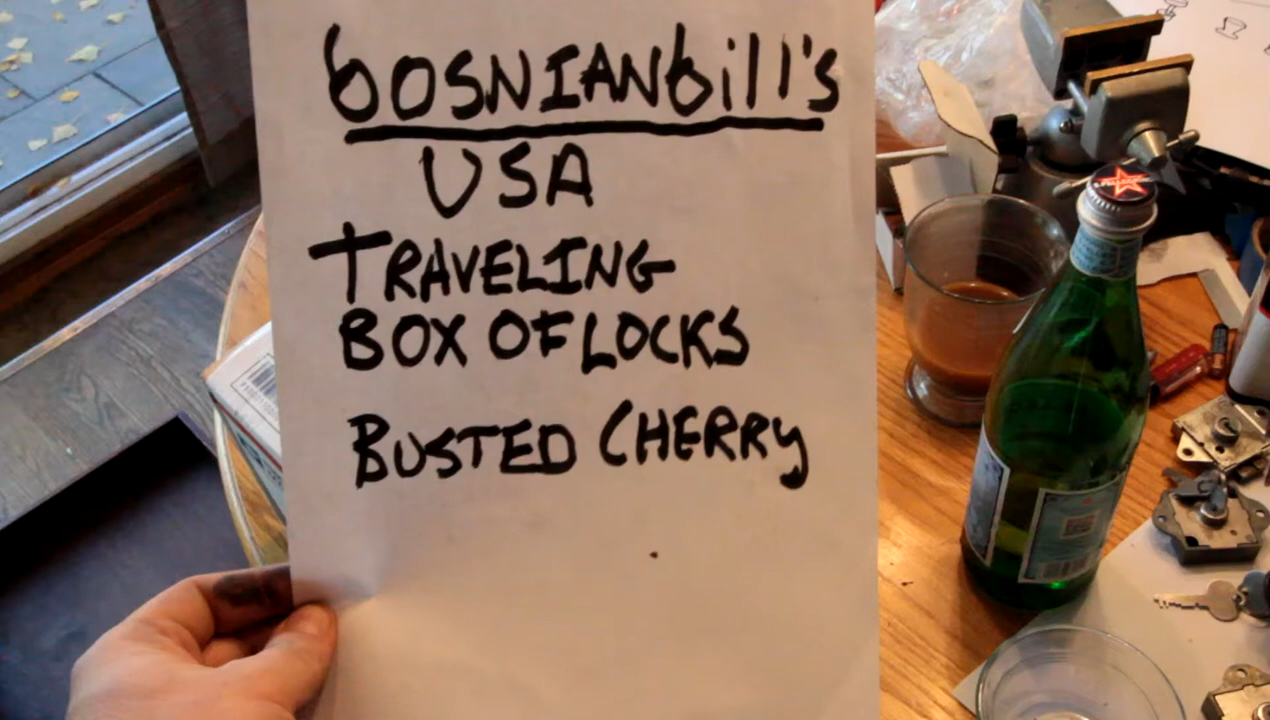 bOSNIANbill's
USA
TRAVELING
BOX OF LOCKS
BUSTED CHERRY